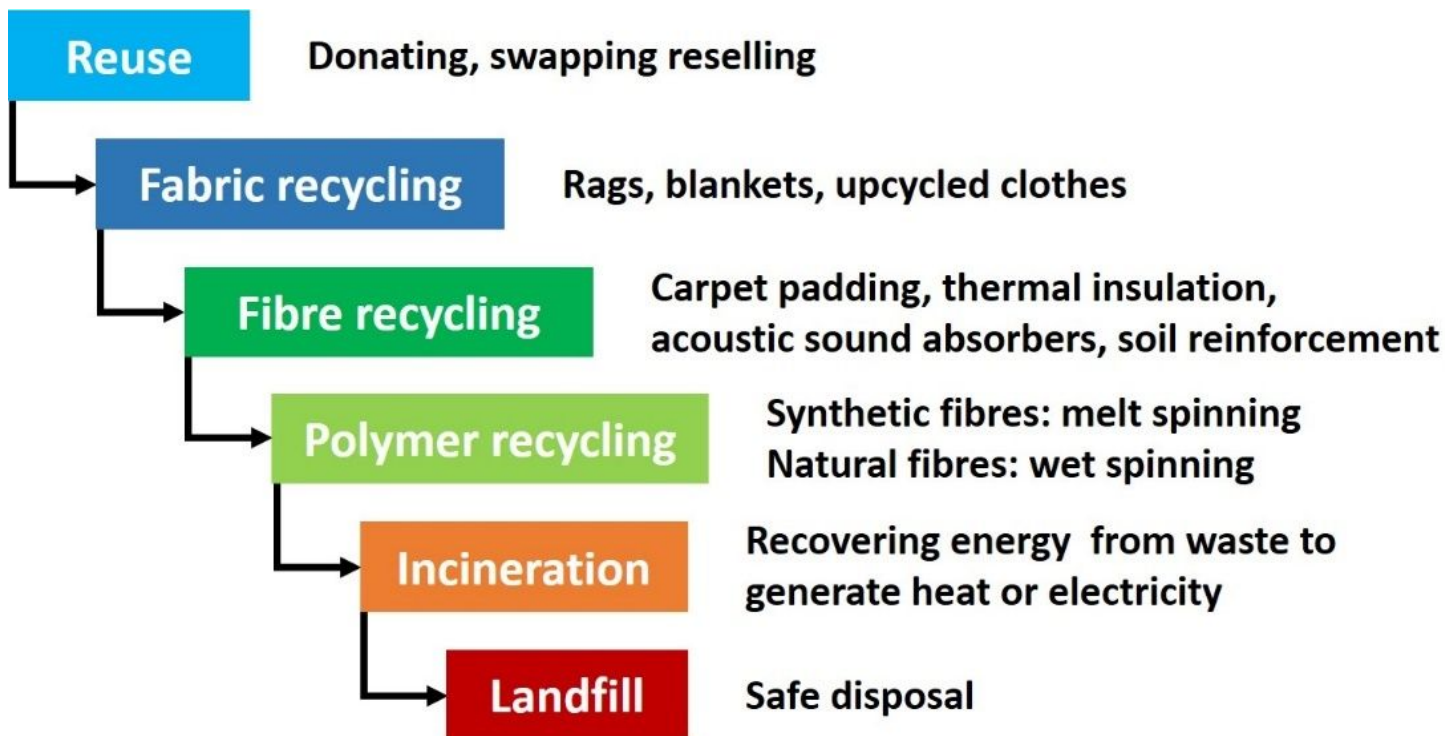 Reuse
Donating, swapping reselling
Fabric recycling
Rags, blankets, upcycled clothes
Fibre recycling
Carpet padding, thermal insulation,
acoustic sound absorbers, soil reinforcement
Polymer recycling
Synthetic fibres: melt spinning
Natural fibres: wet spinning
Incineration
Recovering energy  from waste to
generate heat or electricity
Landfill
Safe disposal